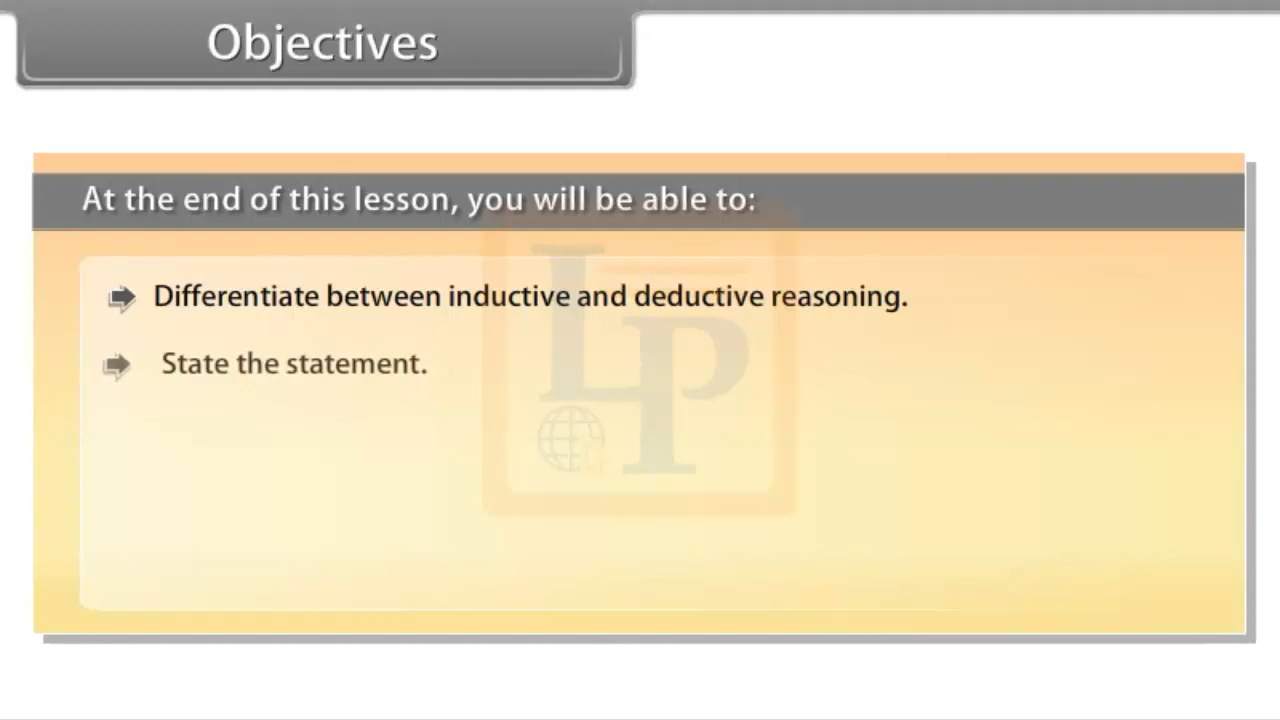 Objectives
At the end of this lesson, you will be able to:
Differentiate between inductive and deductive reasoning.
State the statement.
LP